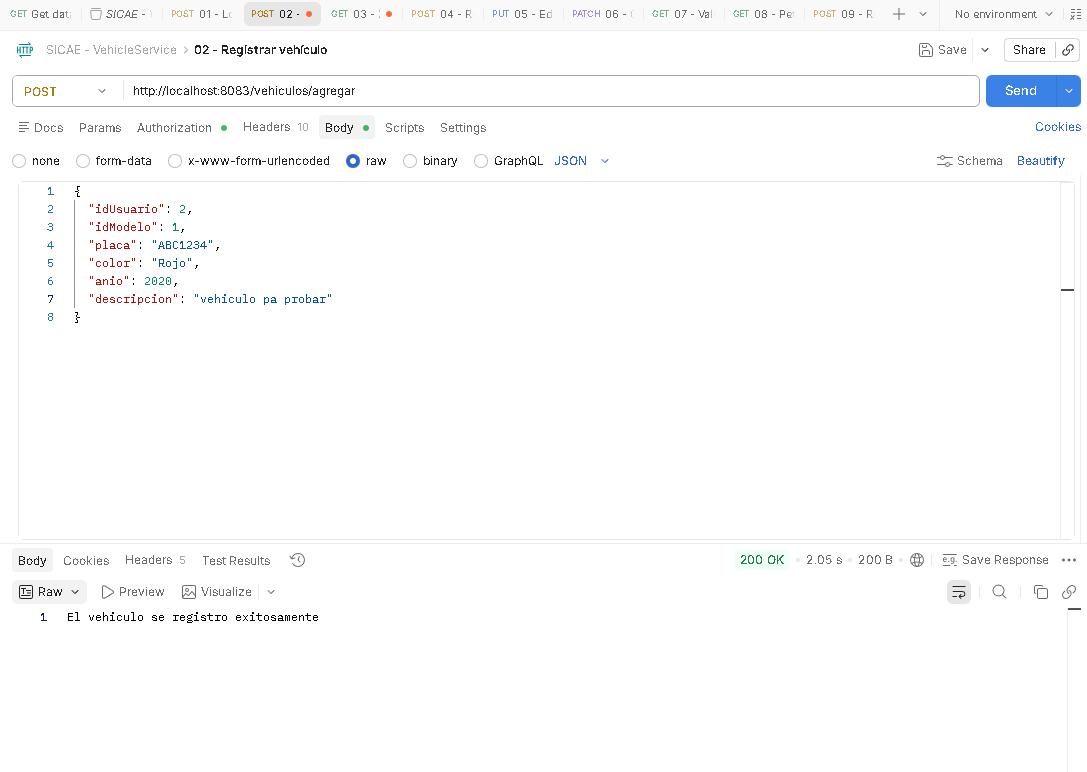 GET Get dat
SICAE -
POST 01 - Lo
POST 02 -
GET 03 -
POST 04 - R
PUT 05 - Ed
PATCH 06 -
GET 07 - Val
GET 08 - Pet
POST 09 - R
No environment
HTTP SICAE - VehicleService > 02 - Registrar vehículo
Save
Share
POST http://localhost:8083/vehiculos/agregar
Send
Docs Params Authorization Headers 10 Body Scripts Settings
Cookies
none form-data x-www-form-urlencoded raw binary GraphQL JSON
Schema Beautify
1 {
2 "idUsuario": 2,
3 "idModelo": 1,
4 "placa": "ABC1234",
5 "color": "Rojo",
6 "anio": 2020,
7 "descripcion": "vehiculo pa probar"
8 }
Body Cookies Headers 5 Test Results
200 OK • 2.05 s • 200 B
e.g. Save Response
Raw Preview Visualize
1 El vehiculo se registro exitosamente